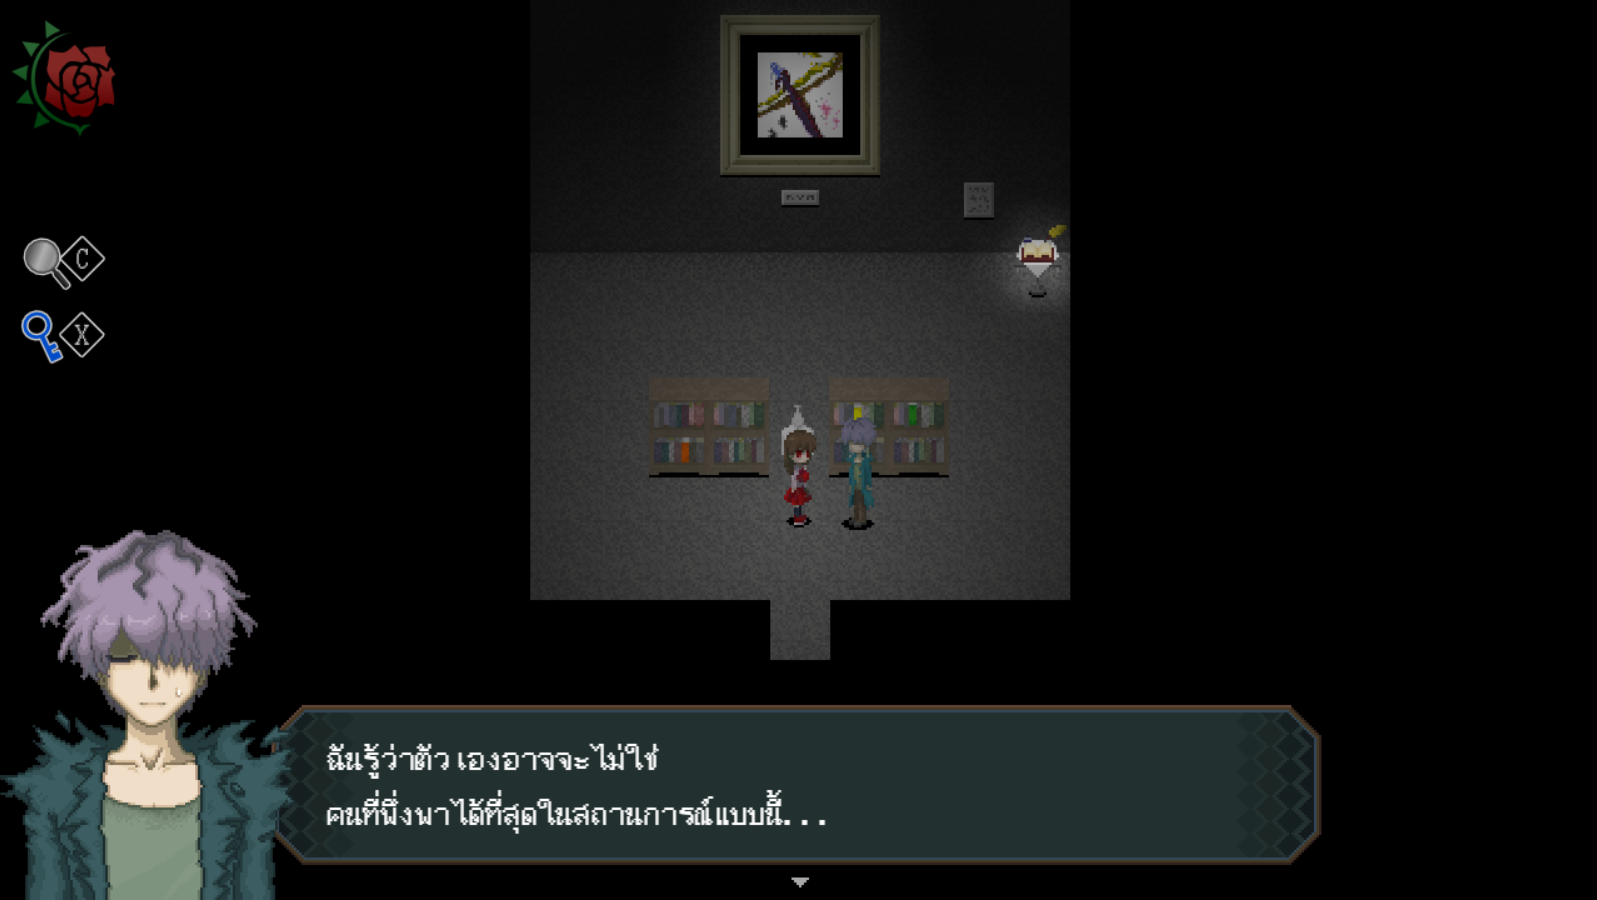 C
X
ฉันรู้ว่าตัวเองอาจจะไม่ใช่
คนที่พึ่งพาได้ที่สุดในสถานการณ์แบบนี้...